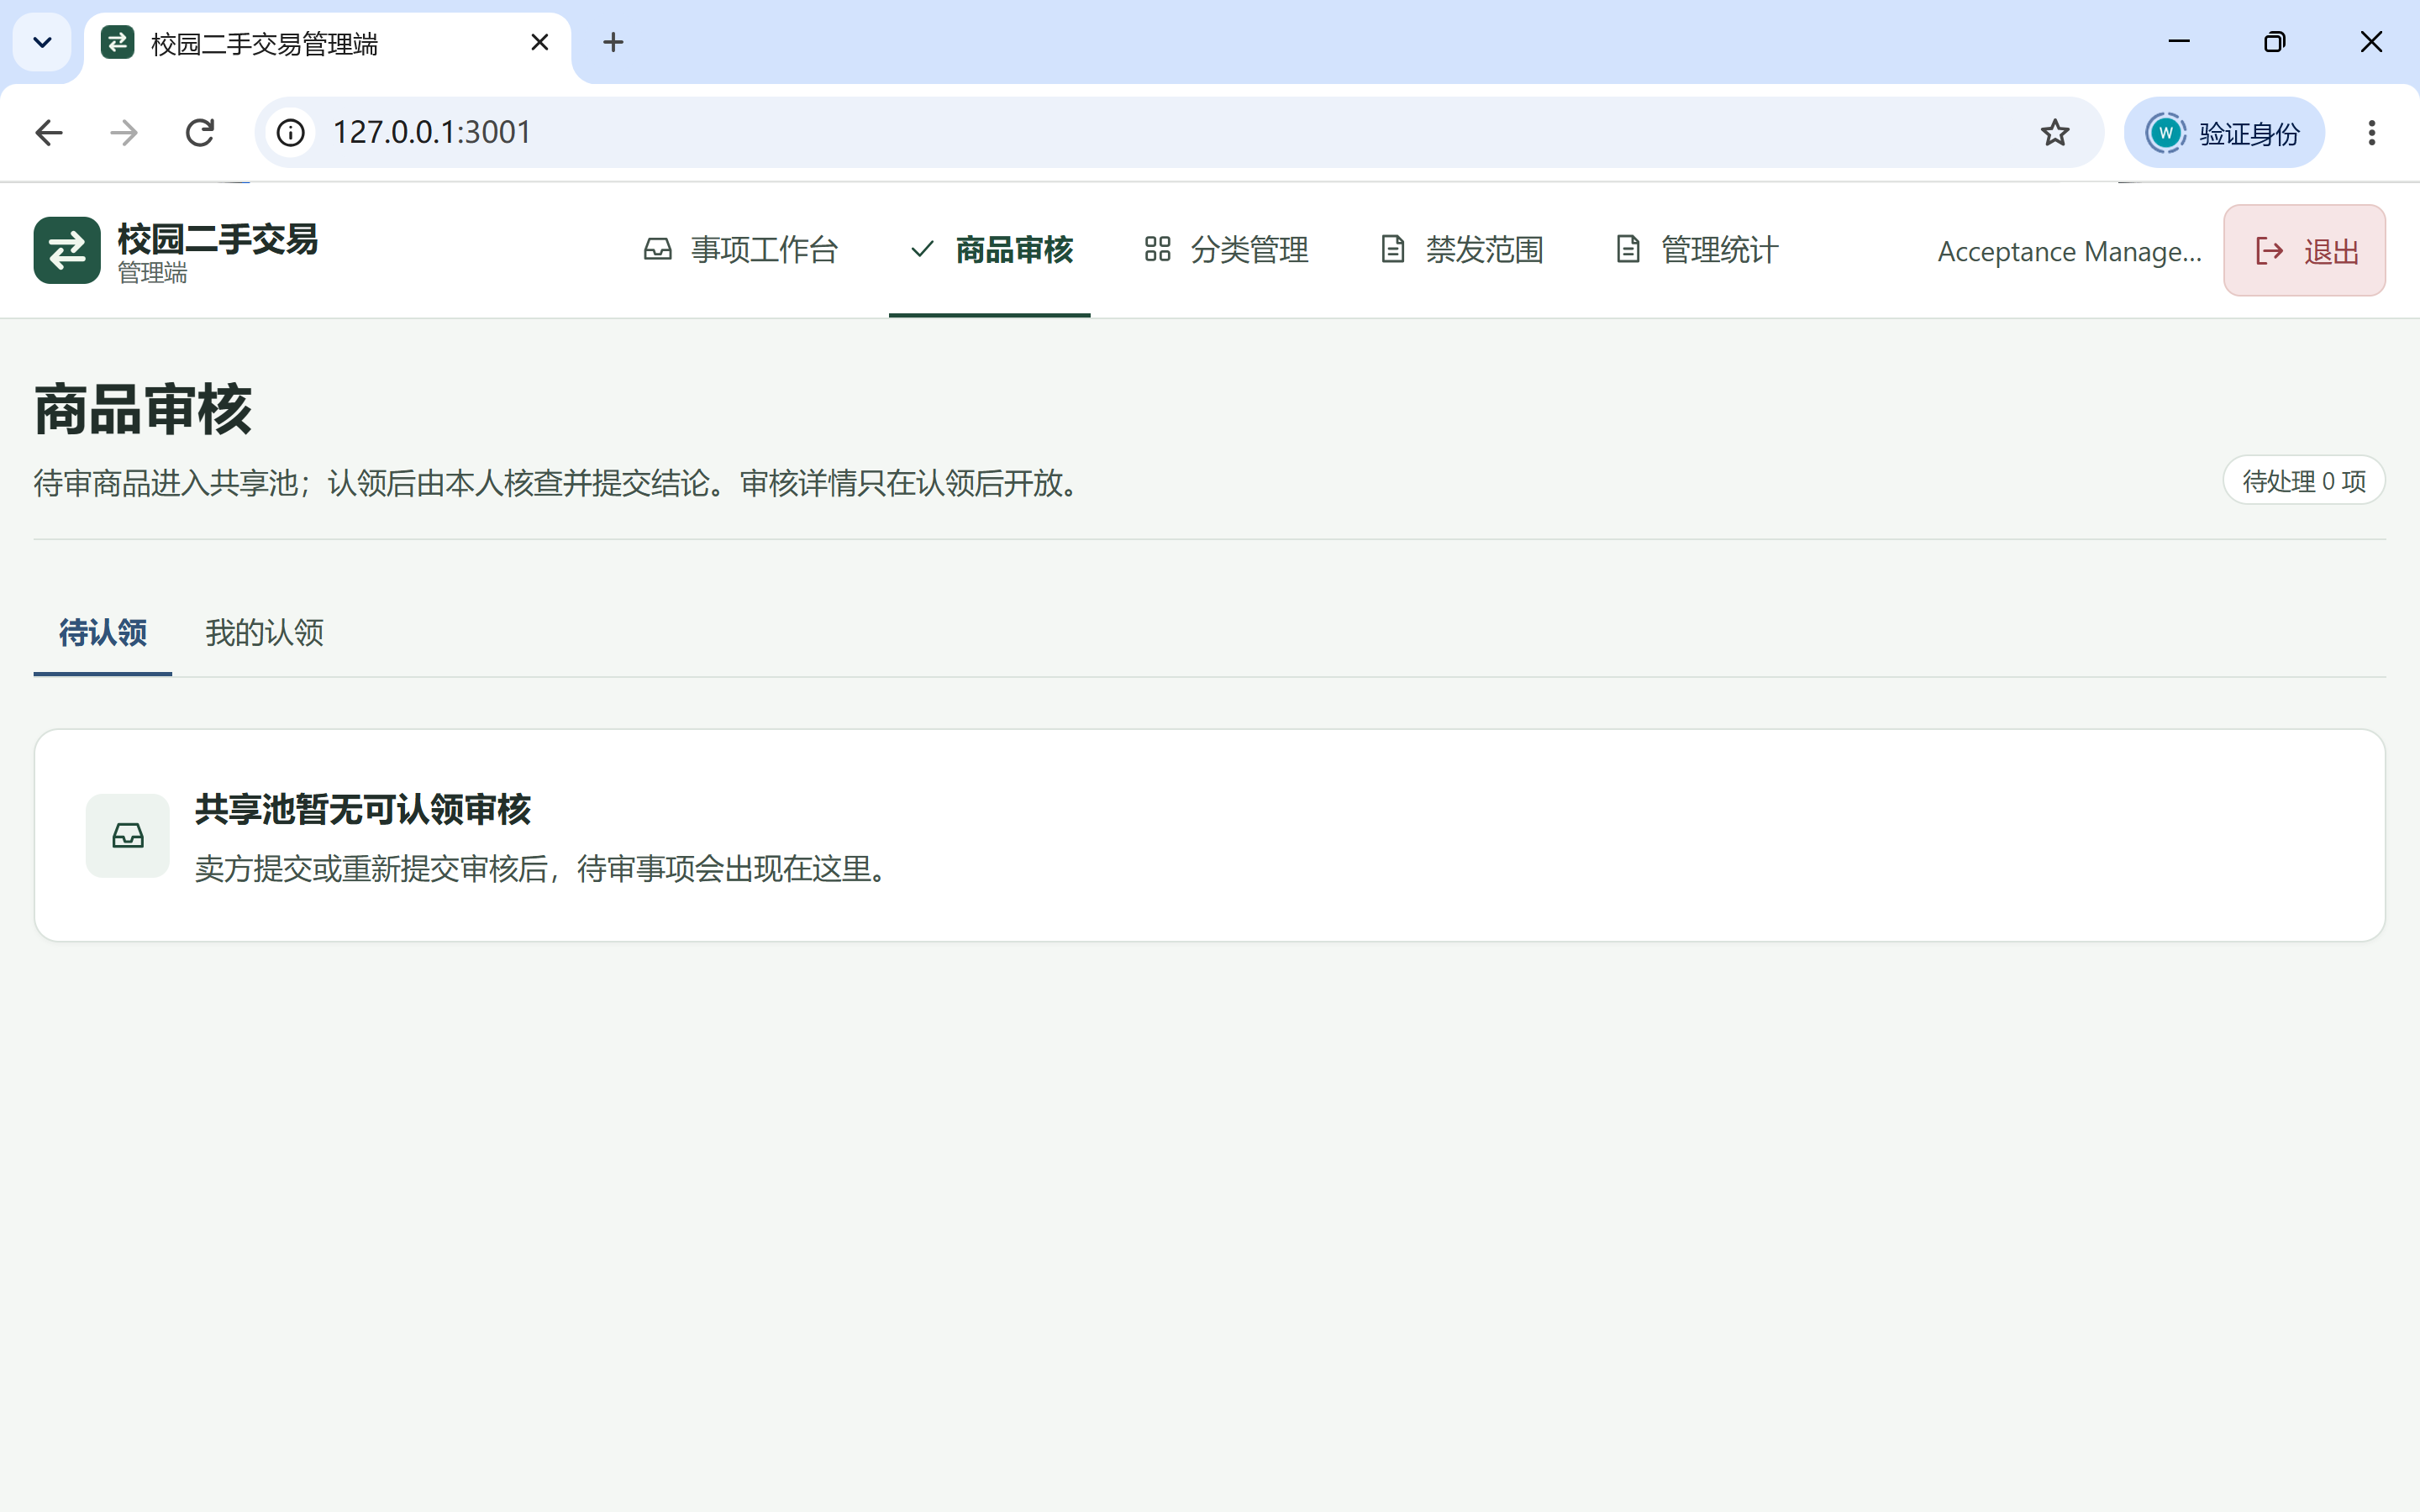 校园二手交易管理端
127.0.0.1:3001
W 验证身份
校园二手交易
管理端
事项工作台
商品审核
分类管理
禁发范围
管理统计
Acceptance Manage...
退出
商品审核
待审商品进入共享池；认领后由本人核查并提交结论。审核详情只在认领后开放。
待处理 0 项
待认领
我的认领
共享池暂无可认领审核
卖方提交或重新提交审核后，待审事项会出现在这里。